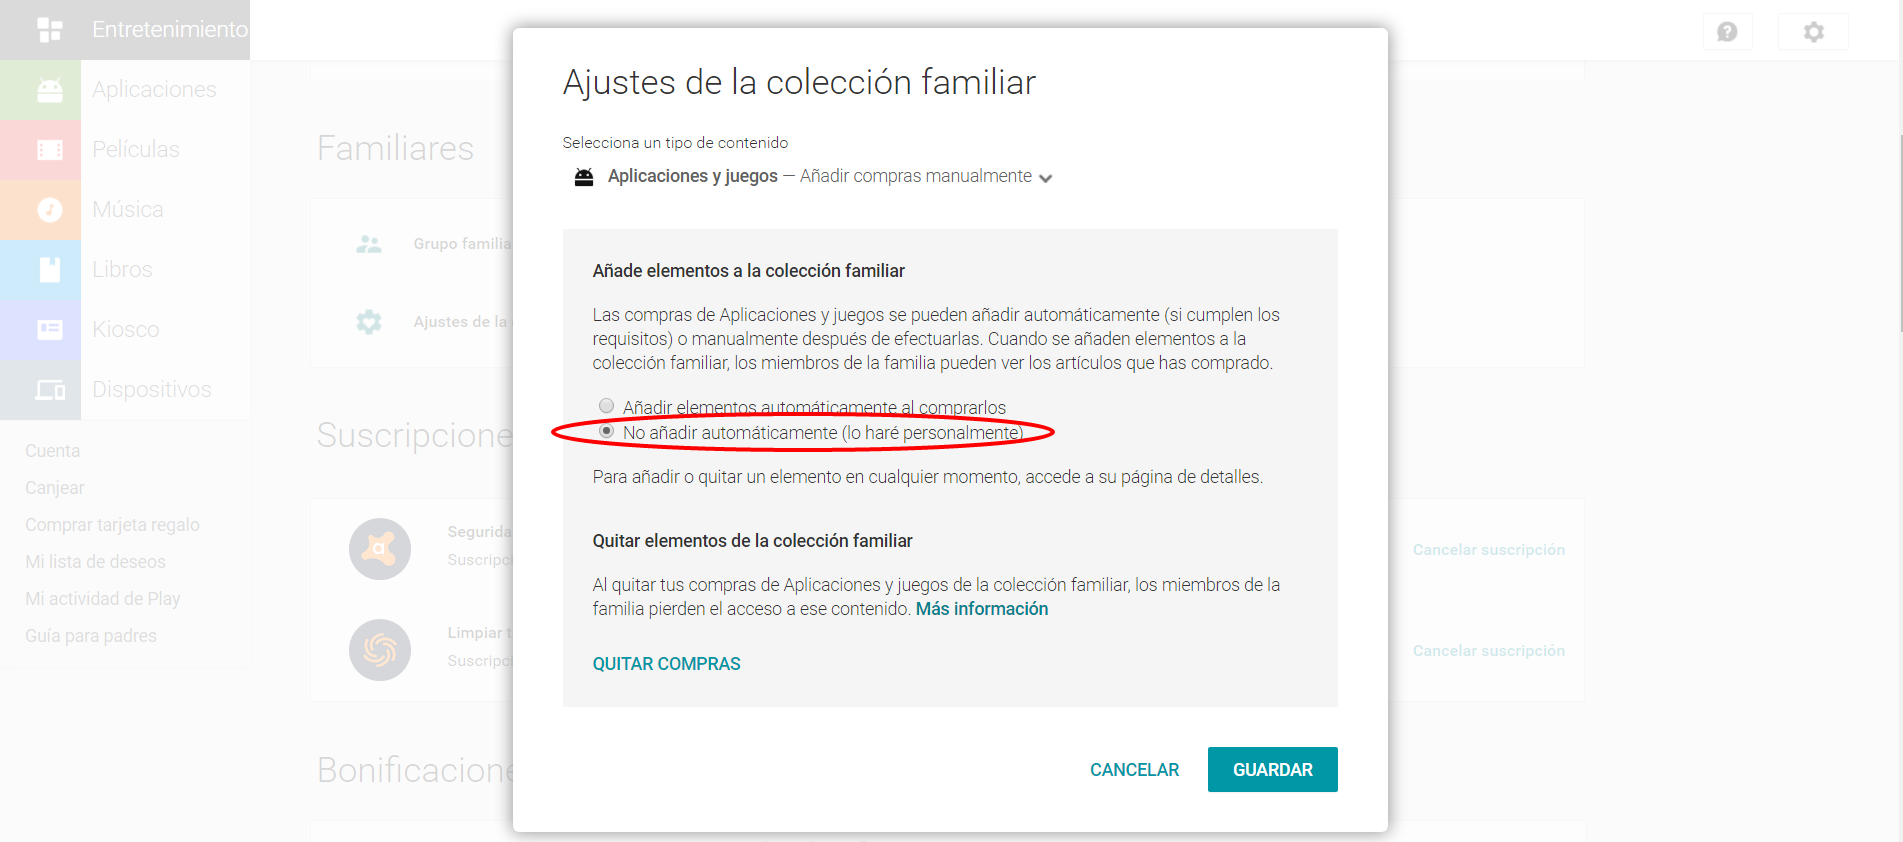 Entretenimiento
Aplicaciones
Películas
Música
Libros
Kiosco
Dispositivos
Cuenta
Canjear
Comprar tarjeta regalo
Mi lista de deseos
Mi actividad de Play
Guía para padres
Familiares
Grupo familia
Ajustes de la
Suscripcione
Segurida
Suscripci
Cancelar suscripción
Limpiar t
Suscripci
Cancelar suscripción
Bonificacione
Ajustes de la colección familiar
Selecciona un tipo de contenido
Aplicaciones y juegos — Añadir compras manualmente
Añade elementos a la colección familiar
Las compras de Aplicaciones y juegos se pueden añadir automáticamente (si cumplen los
requisitos) o manualmente después de efectuarlas. Cuando se añaden elementos a la
colección familiar, los miembros de la familia pueden ver los artículos que has comprado.
Añadir elementos automáticamente al comprarlos
No añadir automáticamente (lo haré personalmente)
Para añadir o quitar un elemento en cualquier momento, accede a su página de detalles.
Quitar elementos de la colección familiar
Al quitar tus compras de Aplicaciones y juegos de la colección familiar, los miembros de la
familia pierden el acceso a ese contenido. Más información
QUITAR COMPRAS
CANCELAR
GUARDAR